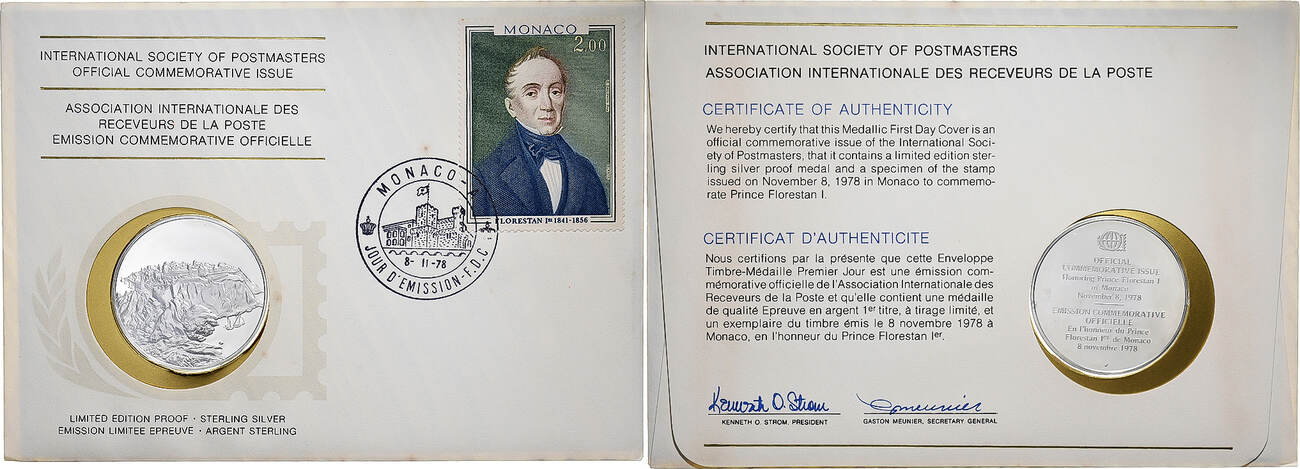 INTERNATIONAL SOCIETY OF POSTMASTERS
OFFICIAL COMMEMORATIVE ISSUE
ASSOCIATION INTERNATIONALE DES
RECEVEURS DE LA POSTE
EMISSION COMMEMORATIVE OFFICIELLE
MONACO
2,00
FLORESTAN Ier 1841-1856
MONACO-A
8-11-78
JOUR D'EMISSION-F.D.C
LIMITED EDITION PROOF · STERLING SILVER
EMISSION LIMITEE EPREUVE · ARGENT STERLING
INTERNATIONAL SOCIETY OF POSTMASTERS
ASSOCIATION INTERNATIONALE DES RECEVEURS DE LA POSTE
CERTIFICATE OF AUTHENTICITY
We hereby certify that this Medallic First Day Cover is an
official commemorative issue of the International Soci-
ety of Postmasters, that it contains a limited edition ster-
ling silver proof medal and a specimen of the stamp
issued on November 8, 1978 in Monaco to commemo-
rate Prince Florestan I.
CERTIFICAT D'AUTHENTICITE
Nous certifions par la présente que cette Enveloppe
Timbre-Médaille Premier Jour est une émission com-
mémorative officielle de l'Association Internationale des
Receveurs de la Poste et qu'elle contient une médaille
de qualité Epreuve en argent 1er titre, à tirage limité, et
un exemplaire du timbre émis le 8 novembre 1978 à
Monaco, en l'honneur du Prince Florestan Ier.
OFFICIAL
COMMEMORATIVE ISSUE
Honoring Prince Florestan I
of Monaco
November 8, 1978
EMISSION COMMEMORATIVE
OFFICIELLE
En l'honneur du Prince
Florestan Ier de Monaco
8 novembre 1978
Kenneth O. Strom
KENNETH O. STROM, PRESIDENT
GMeunier
GASTON MEUNIER, SECRETARY GENERAL